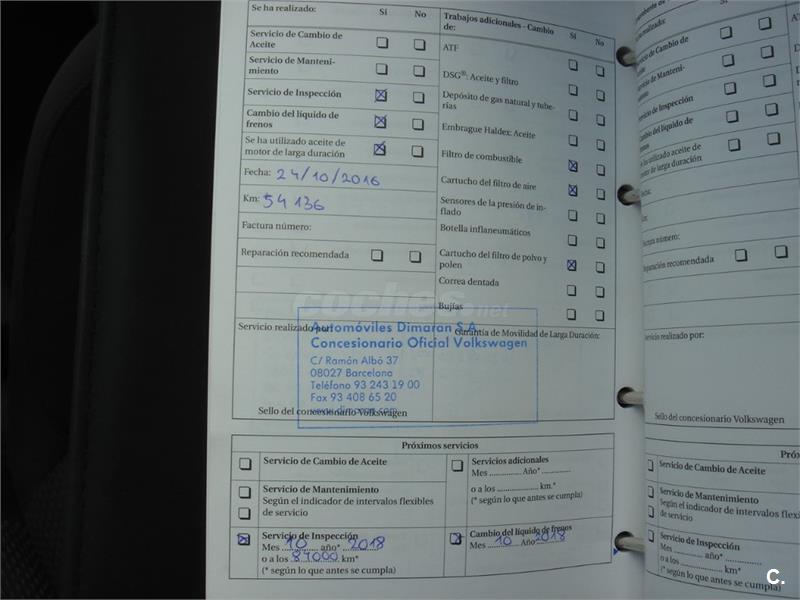 Se ha realizado: Sí No
Servicio de Cambio de
Aceite
Servicio de Manteni-
miento
Servicio de Inspección
Cambio del líquido de
frenos
Se ha utilizado aceite de
motor de larga duración
Fecha: 24/10/2016
Km: 54 136
Factura número:
Reparación recomendada
Trabajos adicionales - Cambio
de: Sí No
ATF
DSG®: Aceite y filtro
Depósito de gas natural y tube-
rías
Embrague Haldex: Aceite
Filtro de combustible
Cartucho del filtro de aire
Sensores de la presión de in-
flado
Botella inflaneumáticos
Cartucho del filtro de polvo y
polen
Correa dentada
Bujías
coches.net
Servicio realizado por:
Garantía de Movilidad de Larga Duración:
Automóviles Dimarán S.A.
Concesionario Oficial Volkswagen
C/ Ramón Albó 37
08027 Barcelona
Teléfono 93 243 19 00
Fax 93 408 65 20
Sello del concesionario Volkswagen
Próximos servicios
Servicio de Cambio de Aceite
Servicio de Mantenimiento
Según el indicador de intervalos flexibles
de servicio
Servicio de Inspección
Mes 10 año* 2018
o a los 84000 km*
(* según lo que antes se cumpla)
Servicios adicionales
Mes ............ Año* ............
o a los ............ km.*
(* según lo que antes se cumpla)
Cambio del líquido de frenos
Mes 10 Año 2018
realizado:
Servicio de Cambio de
Servicio de Manteni-
miento
Servicio de Inspección
Cambio del líquido de
frenos
Se ha utilizado aceite de
motor de larga duración
Factura número:
Reparación recomendada
Servicio realizado por:
Sello del concesionario Volkswagen
Servicio de Cambio de Aceite
Servicio de Mantenimiento
Según el indicador de intervalos
de servicio
Servicio de Inspección
Mes ............ año* ............
o a los ............ km*
(* según lo que antes se cumpla)
C.